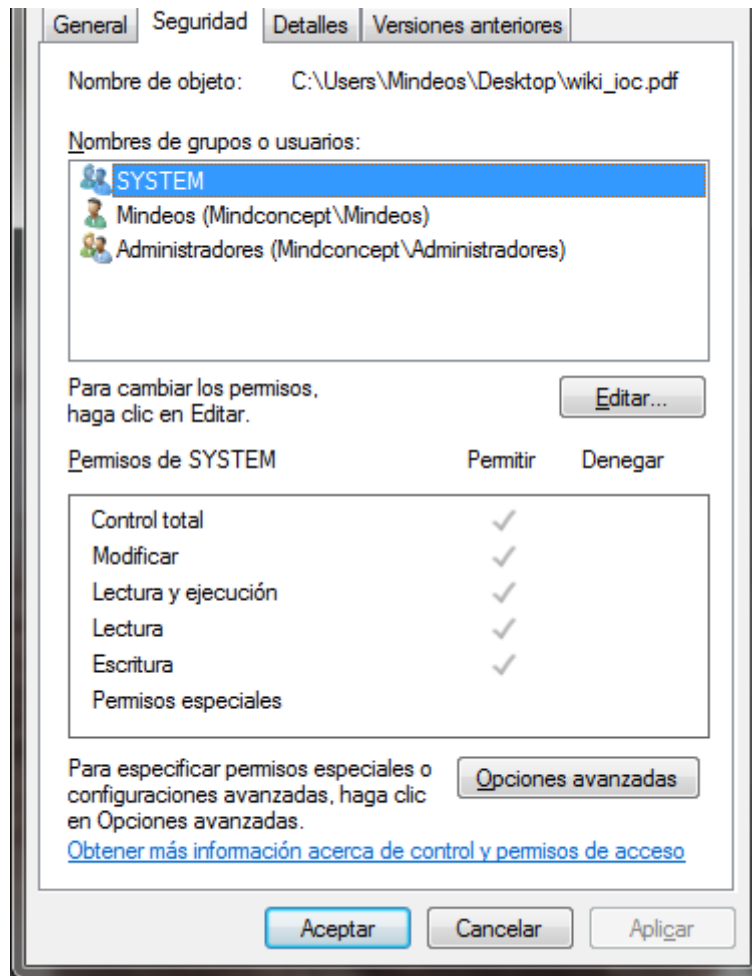 General Seguridad Detalles Versiones anteriores
Nombre de objeto: C:\Users\Mindeos\Desktop\wiki_ioc.pdf
Nombres de grupos o usuarios:
SYSTEM
Mindeos (Mindconcept\Mindeos)
Administradores (Mindconcept\Administradores)
Para cambiar los permisos,
haga clic en Editar.
Editar...
Permisos de SYSTEM Permitir Denegar
Control total
Modificar
Lectura y ejecución
Lectura
Escritura
Permisos especiales
Para especificar permisos especiales o
configuraciones avanzadas, haga clic
en Opciones avanzadas.
Opciones avanzadas
Obtener más información acerca de control y permisos de acceso
Aceptar Cancelar Aplicar